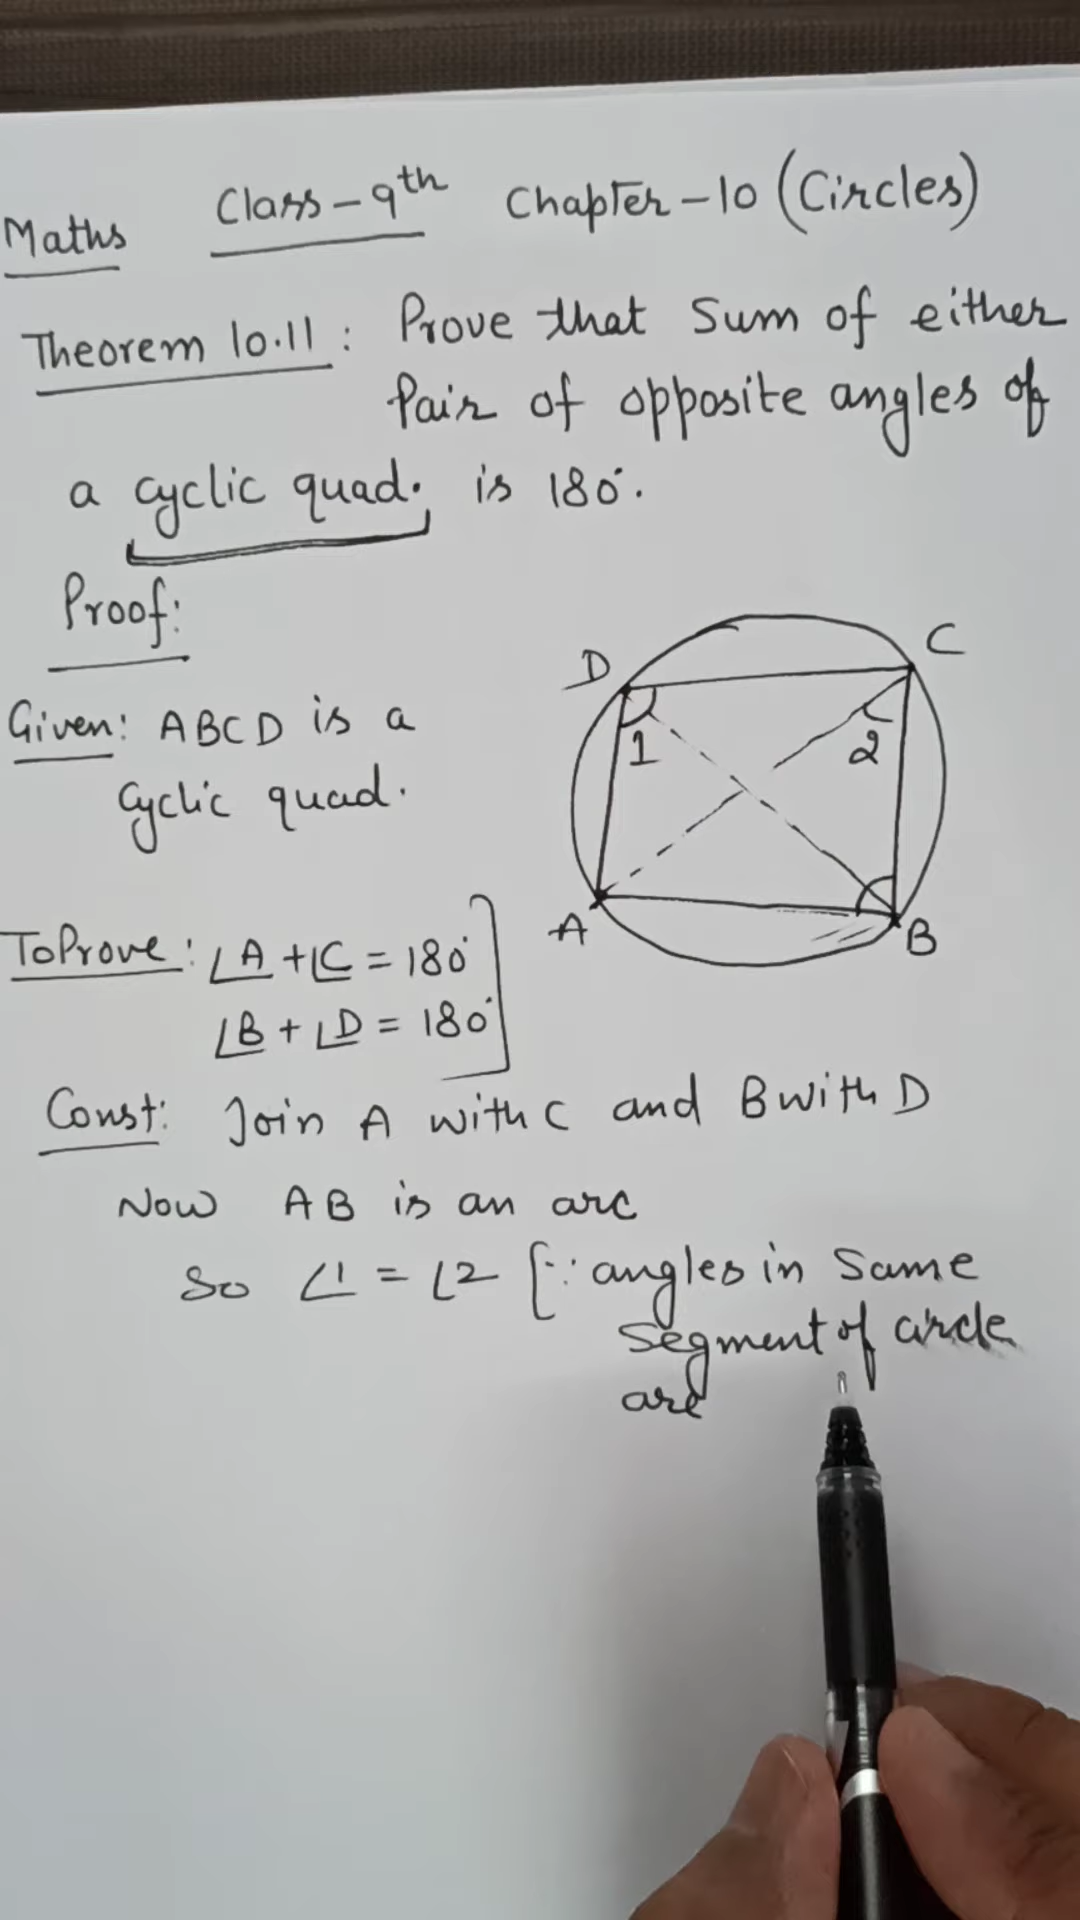 Maths Class-9th Chapter-10 (Circles)
Theorem 10.11: Prove that Sum of either
Pair of opposite angles of
a cyclic quad. is 180°.
Proof:
Given: ABCD is a
Cyclic quad.
D C
1 2
A B
To Prove: ∠A + ∠C = 180°
∠B + ∠D = 180°
Const: Join A with C and B with D
Now AB is an arc
So ∠1 = ∠2 [∵ angles in Same
Segment of circle
are